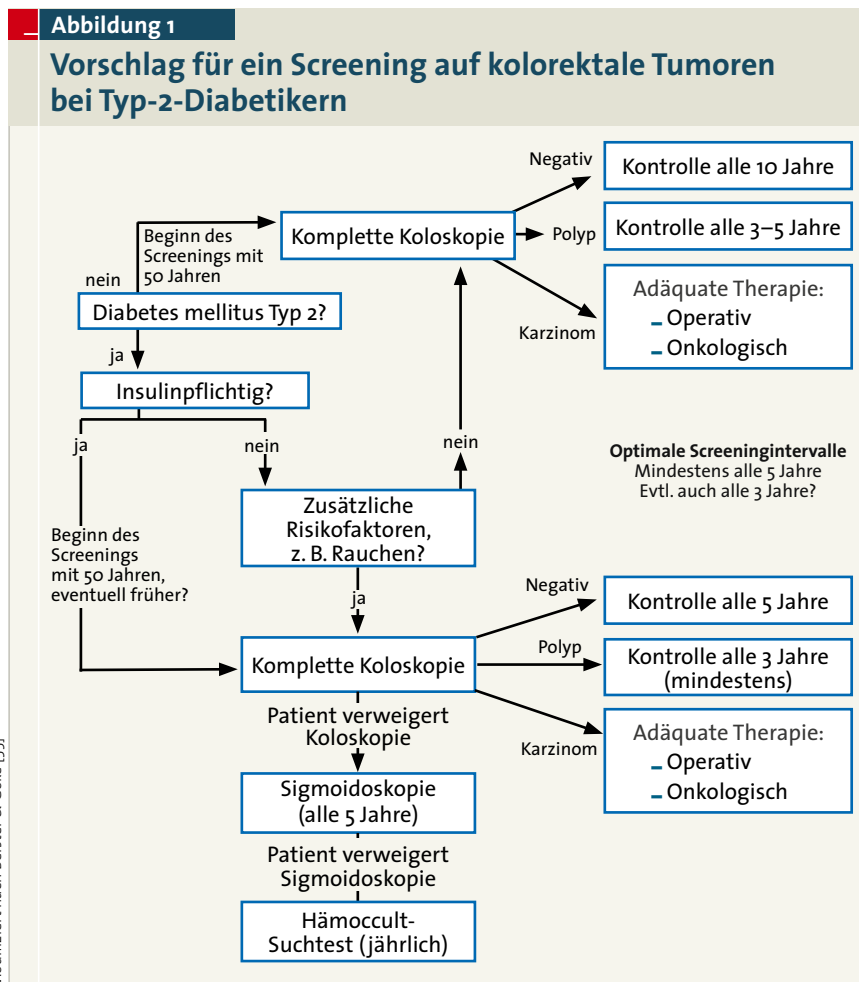 Abbildung 1
Vorschlag für ein Screening auf kolorektale Tumoren
bei Typ-2-Diabetikern
Negativ
Kontrolle alle 10 Jahre
Beginn des
Screenings mit
50 Jahren
Komplette Koloskopie
Polyp
Kontrolle alle 3–5 Jahre
nein
Diabetes mellitus Typ 2?
Karzinom
Adäquate Therapie:
– Operativ
– Onkologisch
ja
Insulinpflichtig?
ja
nein
nein
Optimale Screeningintervalle
Mindestens alle 5 Jahre
Evtl. auch alle 3 Jahre?
Zusätzliche
Risikofaktoren,
z. B. Rauchen?
Beginn des
Screenings
mit 50 Jahren,
eventuell früher?
ja
Negativ
Kontrolle alle 5 Jahre
Komplette Koloskopie
Polyp
Kontrolle alle 3 Jahre
(mindestens)
Karzinom
Adäquate Therapie:
– Operativ
– Onkologisch
Patient verweigert
Koloskopie
Sigmoidoskopie
(alle 5 Jahre)
Patient verweigert
Sigmoidoskopie
Hämoccult-
Suchtest (jährlich)